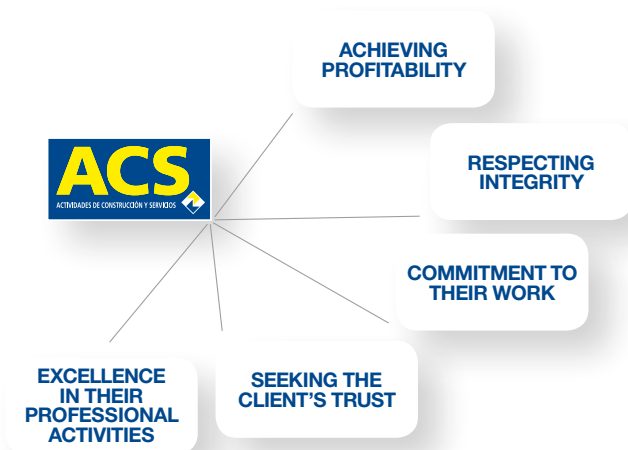 ACHIEVING
PROFITABILITY
ACS
ACTIVIDADES DE CONSTRUCCIÓN Y SERVICIOS
RESPECTING
INTEGRITY
COMMITMENT TO
THEIR WORK
SEEKING THE
CLIENT'S TRUST
EXCELLENCE
IN THEIR
PROFESSIONAL
ACTIVITIES